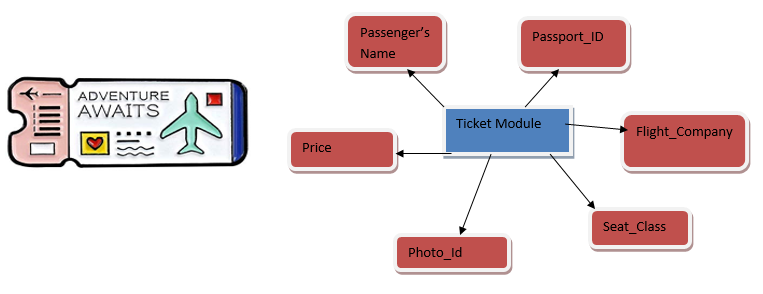 ADVENTURE
AWAITS
Passenger's
Name
Passport_ID
Ticket Module
Flight_Company
Price
Seat_Class
Photo_Id